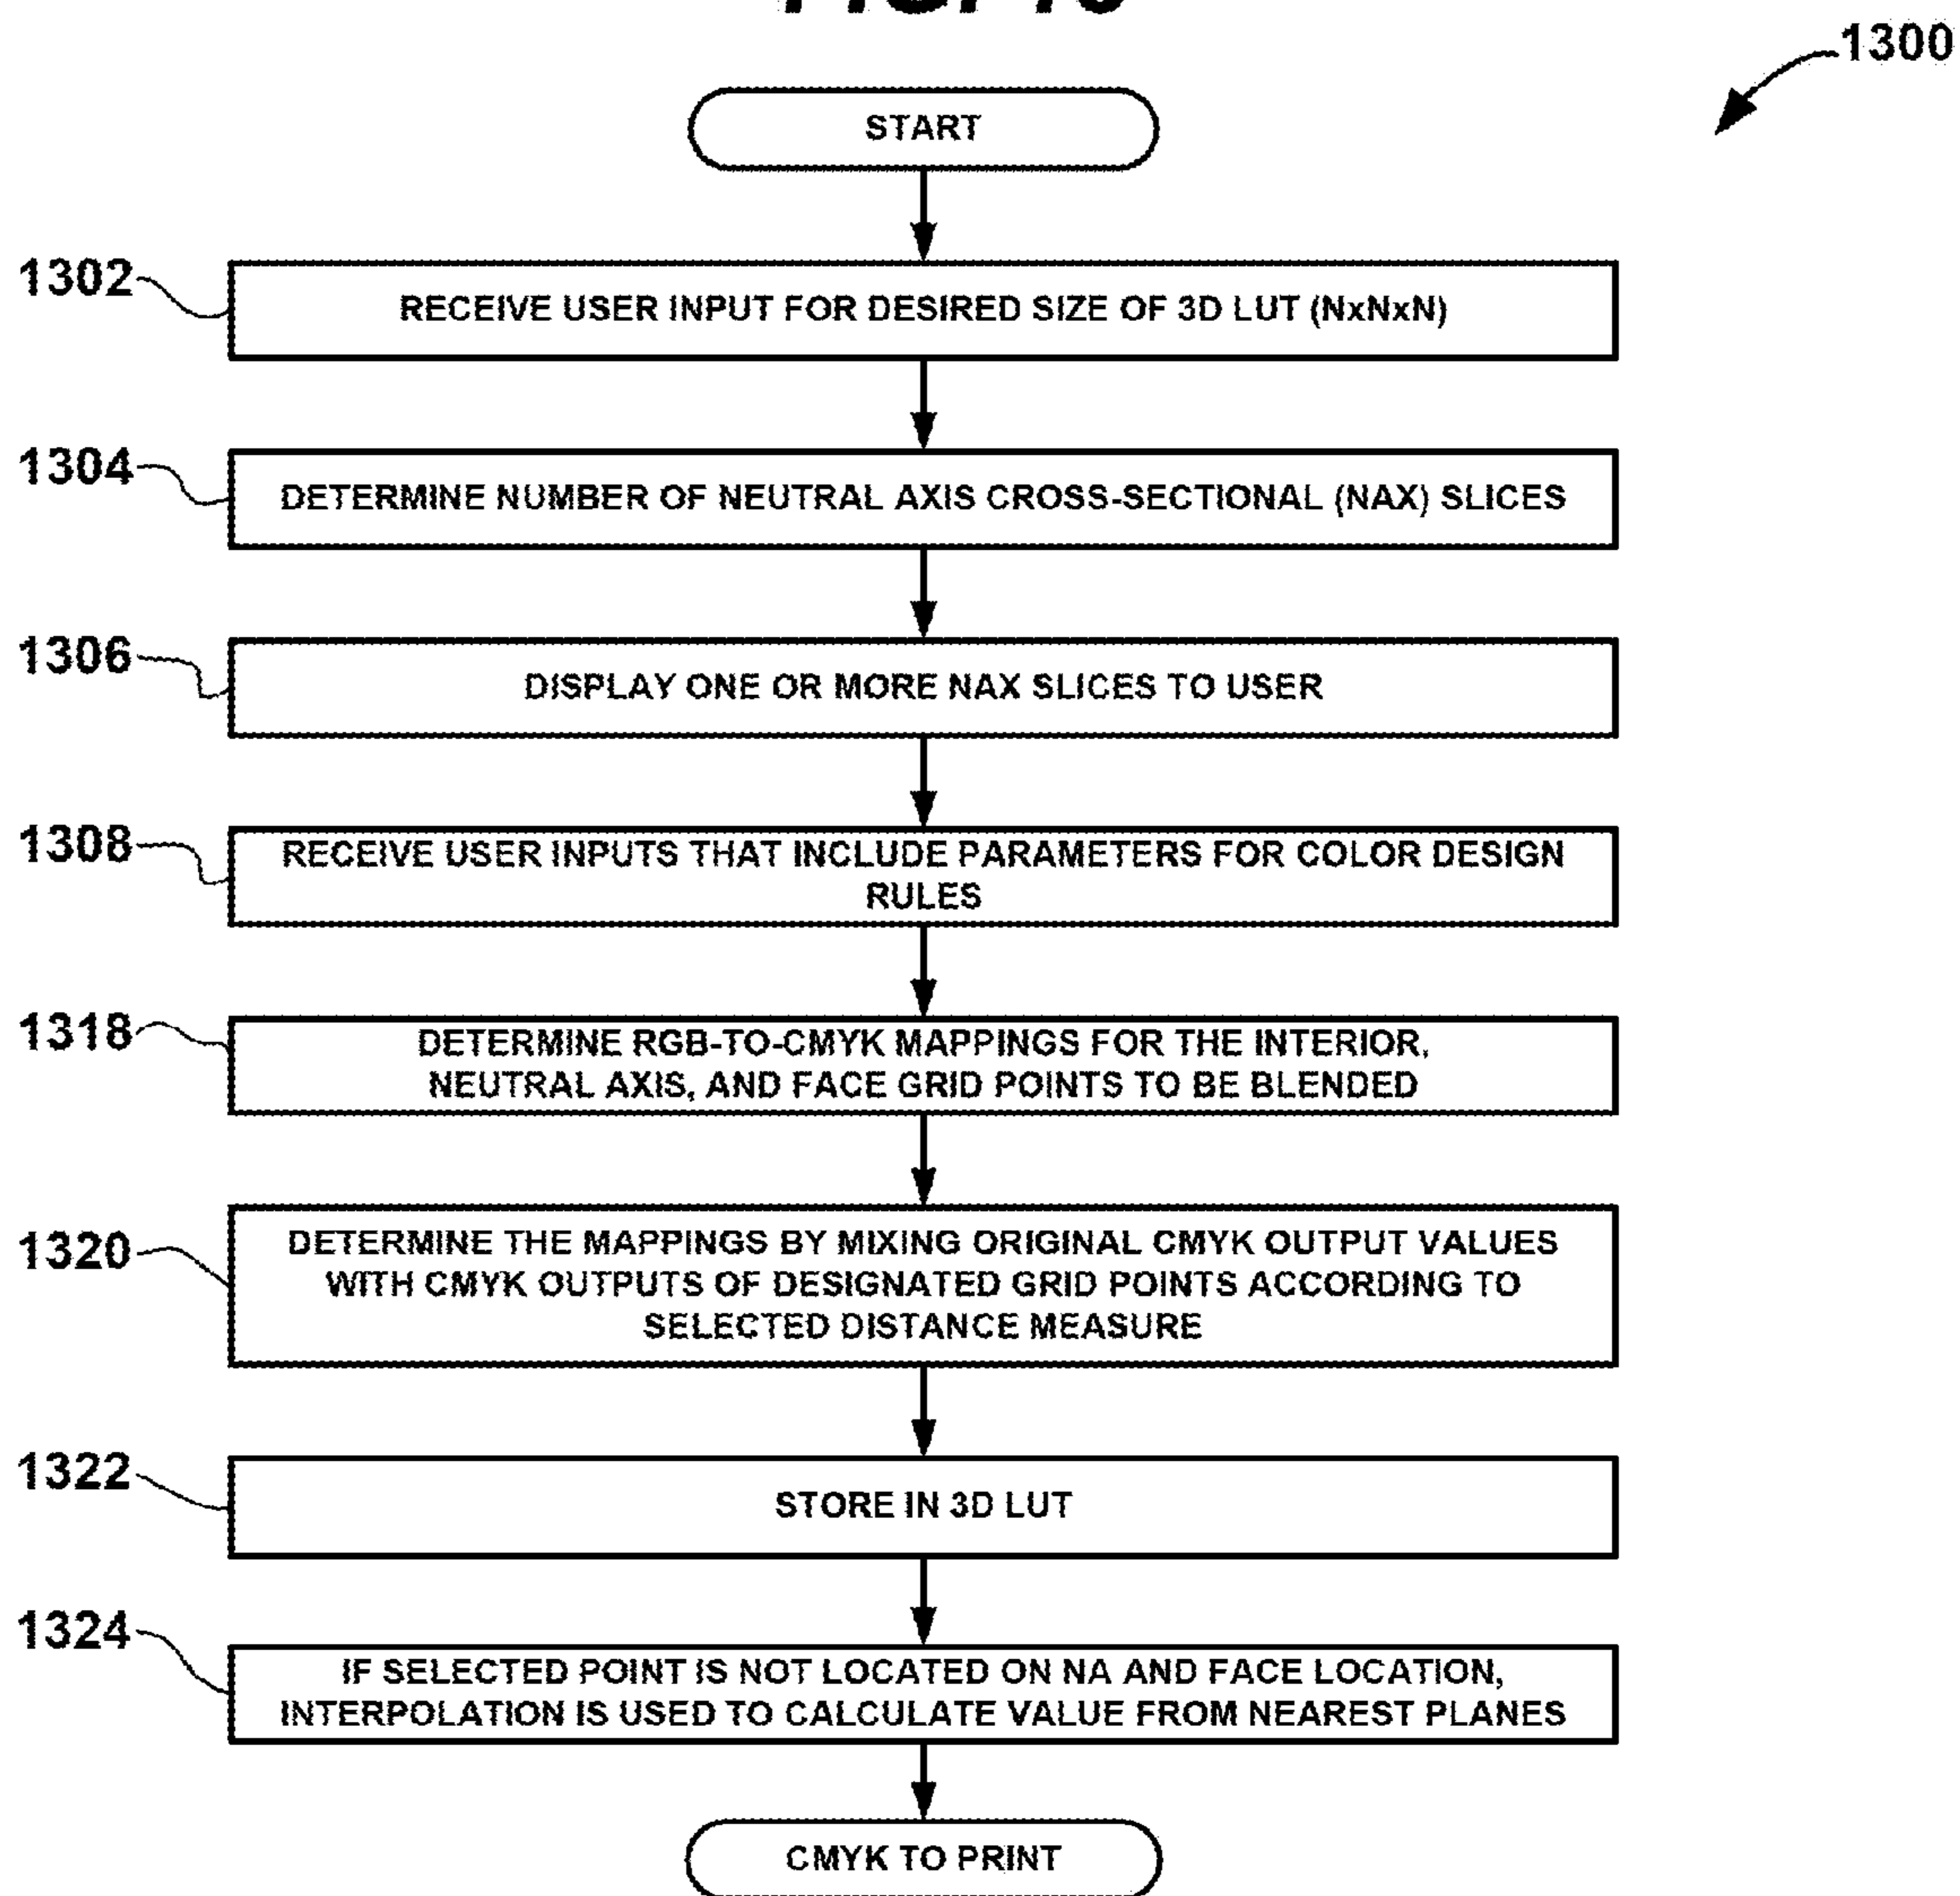 1300
START
1302
RECEIVE USER INPUT FOR DESIRED SIZE OF 3D LUT (NxNxN)
1304
DETERMINE NUMBER OF NEUTRAL AXIS CROSS-SECTIONAL (NAX) SLICES
1306
DISPLAY ONE OR MORE NAX SLICES TO USER
1308
RECEIVE USER INPUTS THAT INCLUDE PARAMETERS FOR COLOR DESIGN
RULES
1318
DETERMINE RGB-TO-CMYK MAPPINGS FOR THE INTERIOR,
NEUTRAL AXIS, AND FACE GRID POINTS TO BE BLENDED
1320
DETERMINE THE MAPPINGS BY MIXING ORIGINAL CMYK OUTPUT VALUES
WITH CMYK OUTPUTS OF DESIGNATED GRID POINTS ACCORDING TO
SELECTED DISTANCE MEASURE
1322
STORE IN 3D LUT
1324
IF SELECTED POINT IS NOT LOCATED ON NA AND FACE LOCATION,
INTERPOLATION IS USED TO CALCULATE VALUE FROM NEAREST PLANES
CMYK TO PRINT